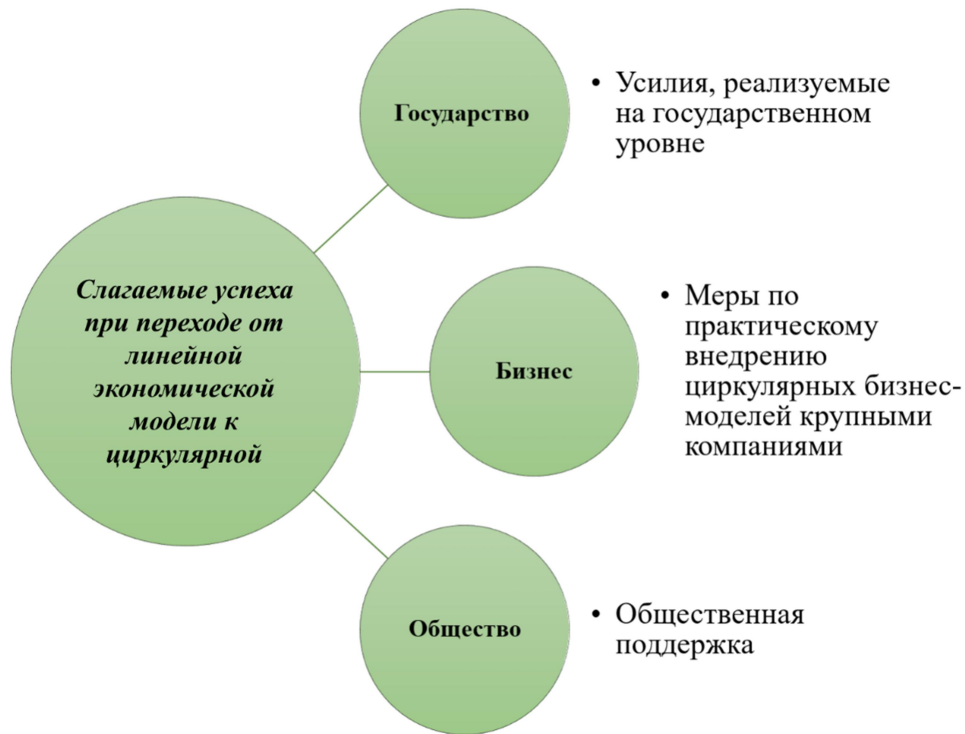 Государство
• Усилия, реализуемые
на государственном
уровне
Слагаемые успеха
при переходе от
линейной
экономической
модели к
циркулярной
Бизнес
• Меры по
практическому
внедрению
циркулярных бизнес-
моделей крупными
компаниями
Общество
• Общественная
поддержка